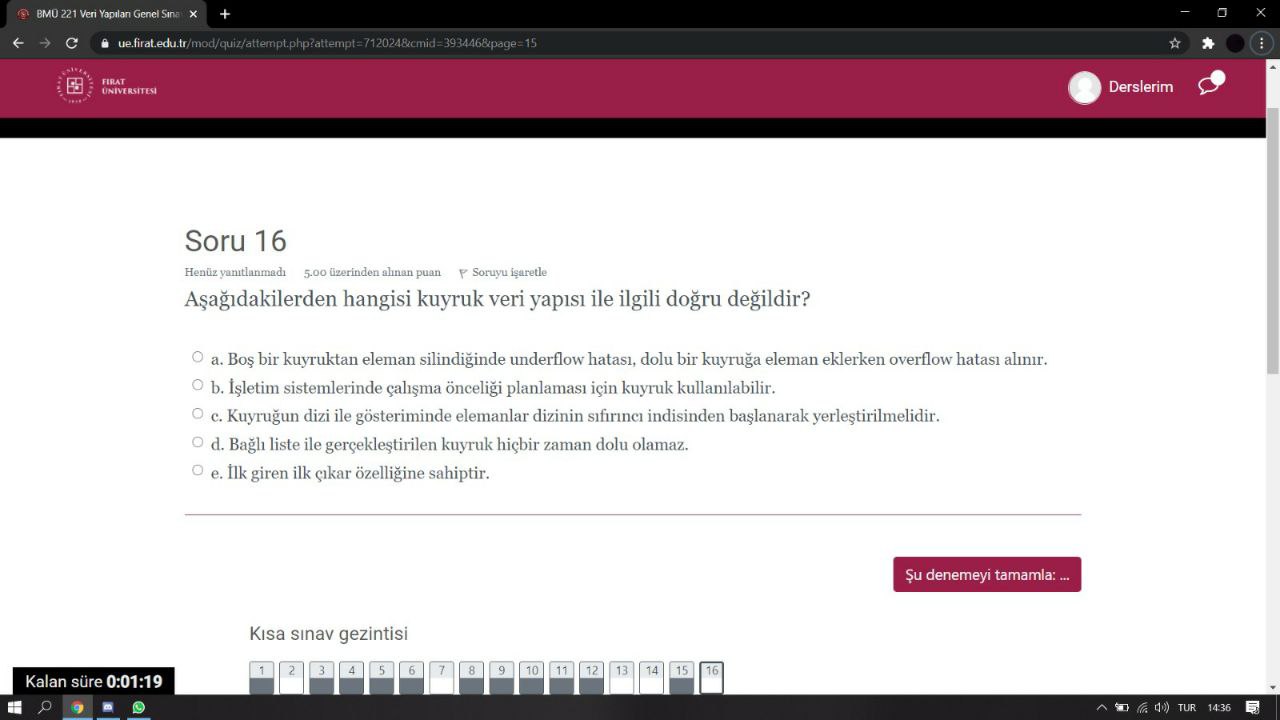 BMÜ 221 Veri Yapıları Genel Sına
ue.firat.edu.tr/mod/quiz/attempt.php?attempt=712024&cmid=393446&page=15
FIRAT
ÜNİVERSİTESİ
Derslerim
Soru 16
Henüz yanıtlanmadı 5.00 üzerinden alınan puan Soruyu işaretle
Aşağıdakilerden hangisi kuyruk veri yapısı ile ilgili doğru değildir?
a. Boş bir kuyruktan eleman silindiğinde underflow hatası, dolu bir kuyruğa eleman eklerken overflow hatası alınır.
b. İşletim sistemlerinde çalışma önceliği planlaması için kuyruk kullanılabilir.
c. Kuyruğun dizi ile gösteriminde elemanlar dizinin sıfırıncı indisinden başlanarak yerleştirilmelidir.
d. Bağlı liste ile gerçekleştirilen kuyruk hiçbir zaman dolu olamaz.
e. İlk giren ilk çıkar özelliğine sahiptir.
Şu denemeyi tamamla: ...
Kısa sınav gezintisi
1 2 3 4 5 6 7 8 9 10 11 12 13 14 15 16
Kalan süre 0:01:19
TUR 14:36